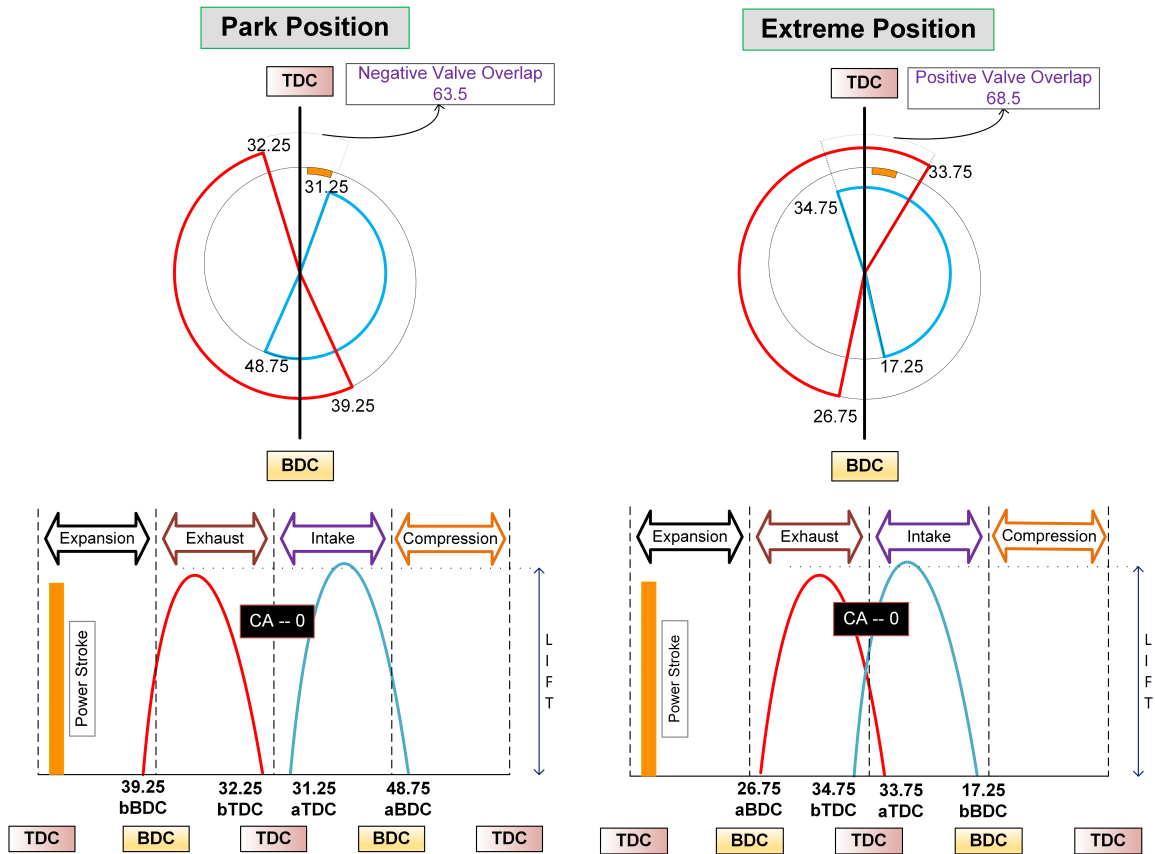 Park Position
TDC
Negative Valve Overlap
63.5
32.25
31.25
48.75
39.25
BDC
Expansion
Exhaust
Intake
Compression
CA -- 0
Power Stroke
L
I
F
T
39.25
bBDC
32.25
bTDC
31.25
aTDC
48.75
aBDC
TDC
BDC
TDC
BDC
TDC
Extreme Position
TDC
Positive Valve Overlap
68.5
33.75
34.75
17.25
26.75
BDC
Expansion
Exhaust
Intake
Compression
CA -- 0
Power Stroke
L
I
F
T
26.75
aBDC
34.75
bTDC
33.75
aTDC
17.25
bBDC
TDC
BDC
TDC
BDC
TDC